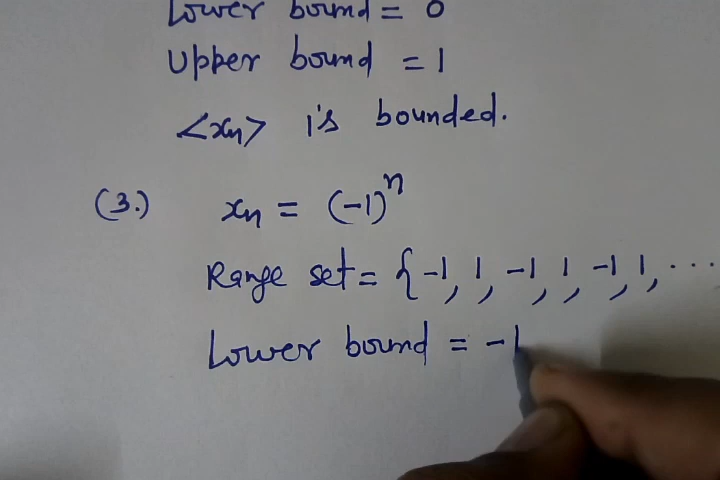 Lower bound = 0
Upper bound = 1
<xn> is bounded.
(3.) xn = (-1)^n
Range set = {-1, 1, -1, 1, -1, 1, ...
Lower bound = -1